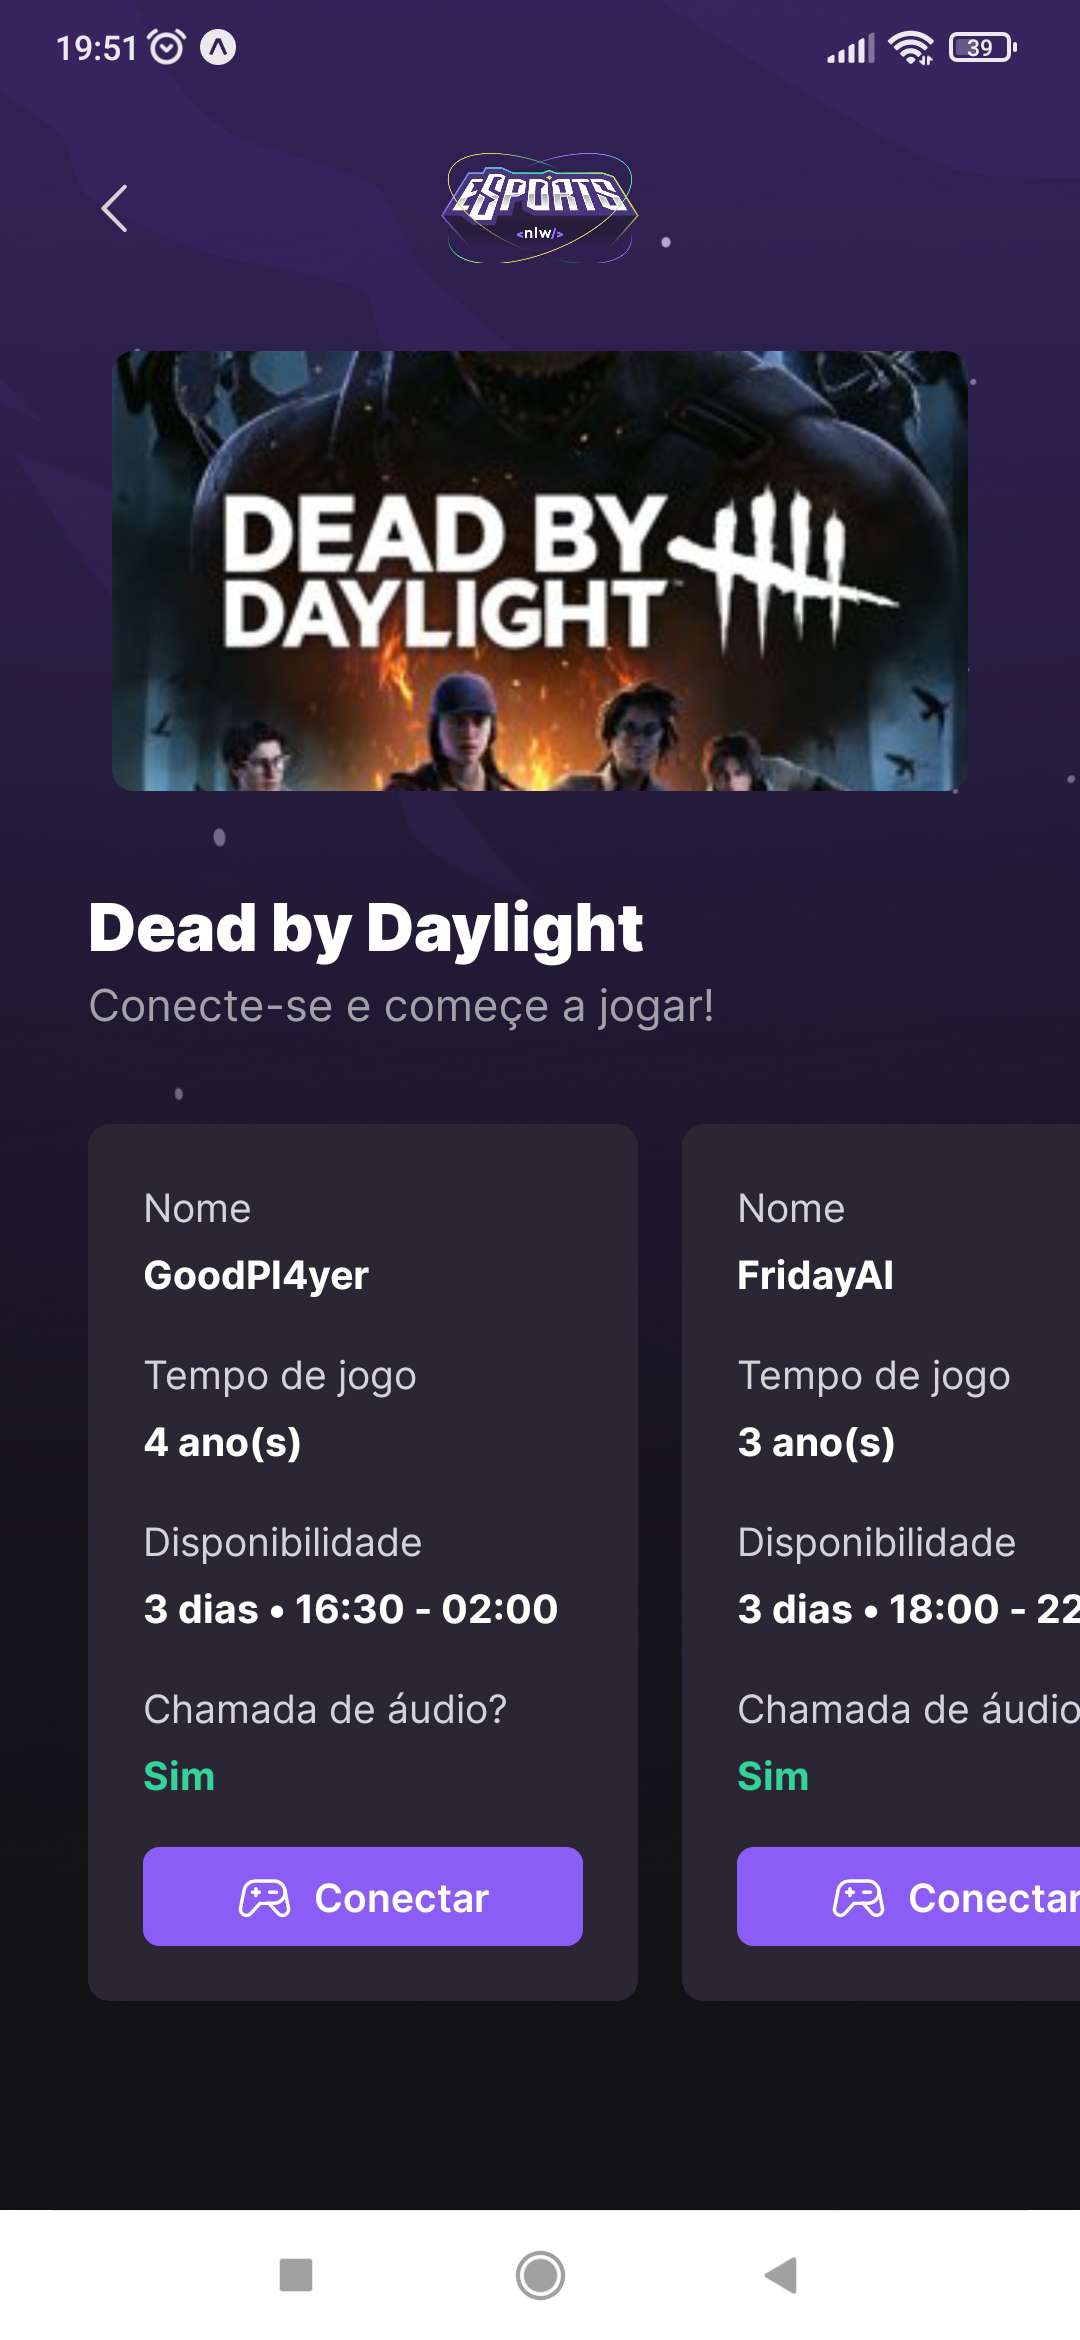 19:51
39
ESPORTS
<nlw/>
DEAD BY
DAYLIGHT™
Dead by Daylight
Conecte-se e começe a jogar!
Nome
GoodPl4yer
Tempo de jogo
4 ano(s)
Disponibilidade
3 dias • 16:30 - 02:00
Chamada de áudio?
Sim
Conectar
Nome
FridayAI
Tempo de jogo
3 ano(s)
Disponibilidade
3 dias • 18:00 - 22
Chamada de áudio
Sim
Conectar